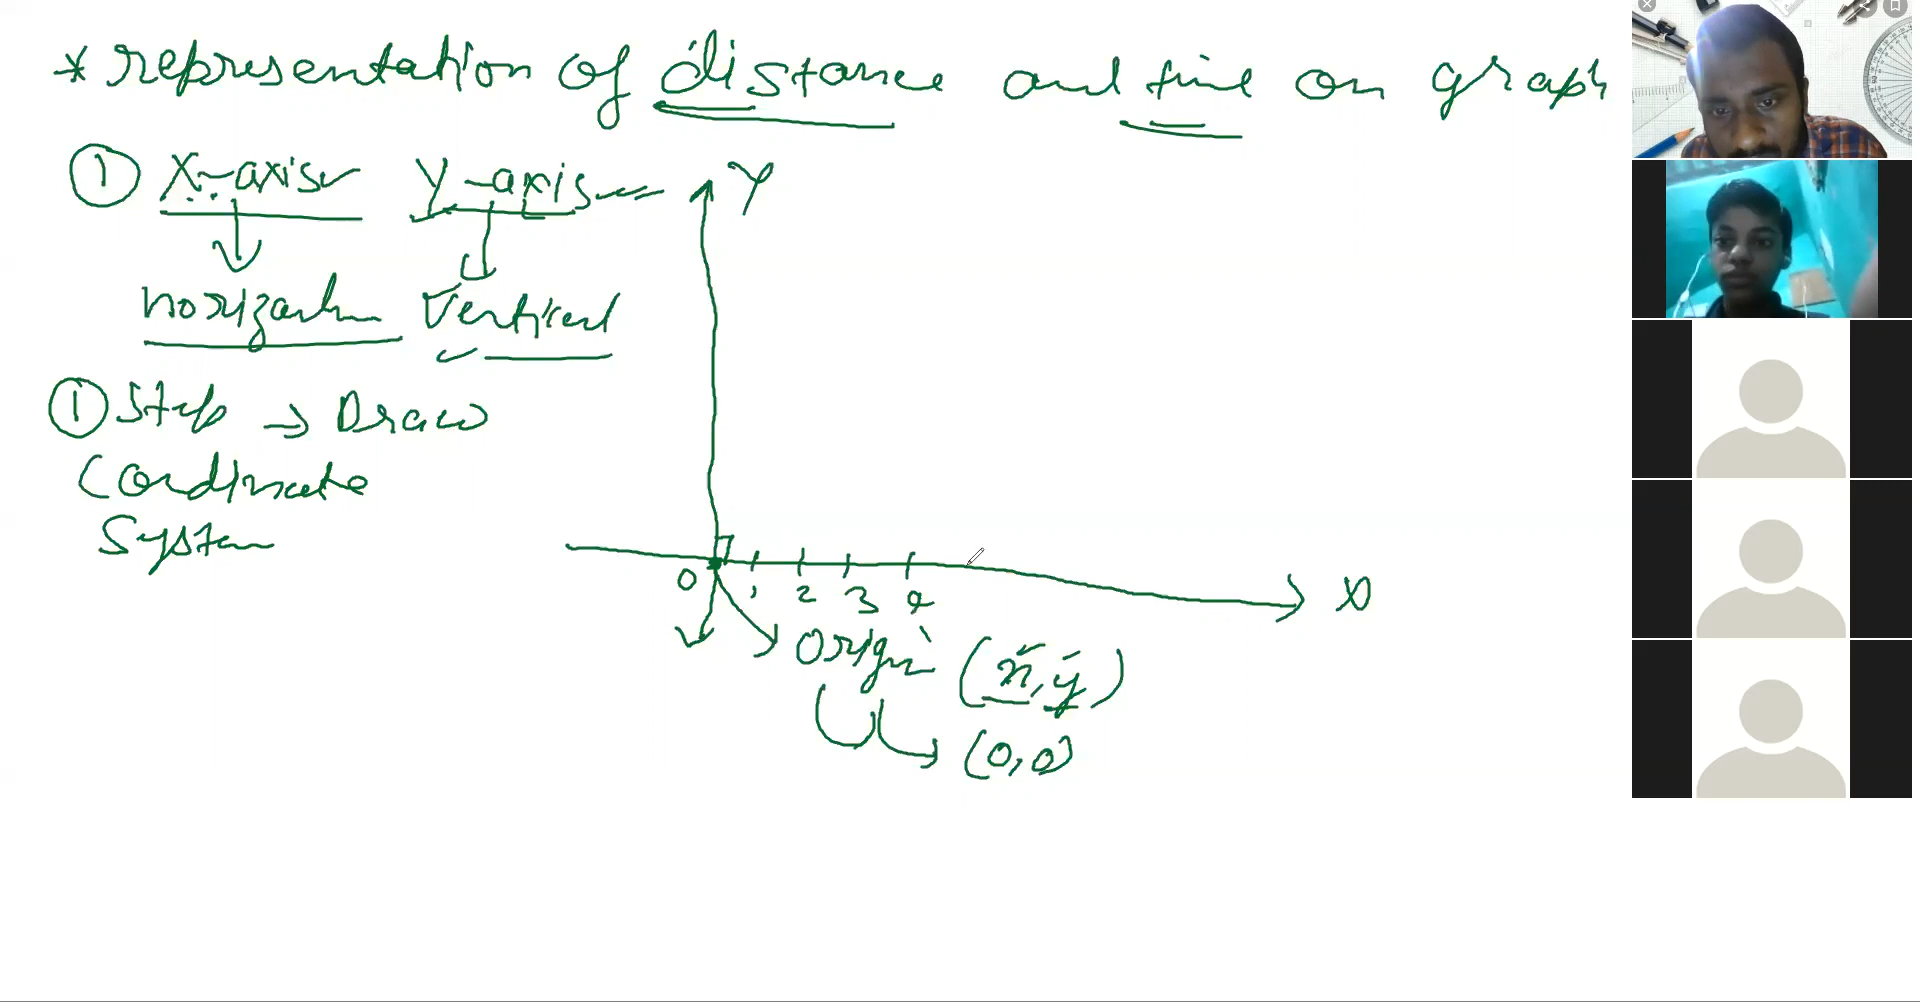 * representation of distance and time on graph
① X-axis Y-axis
Y
horizontal Vertical
① Step → Draw
Coordinate
System
0 1 2 3 4
X
Origin (x, y)
(0,0)